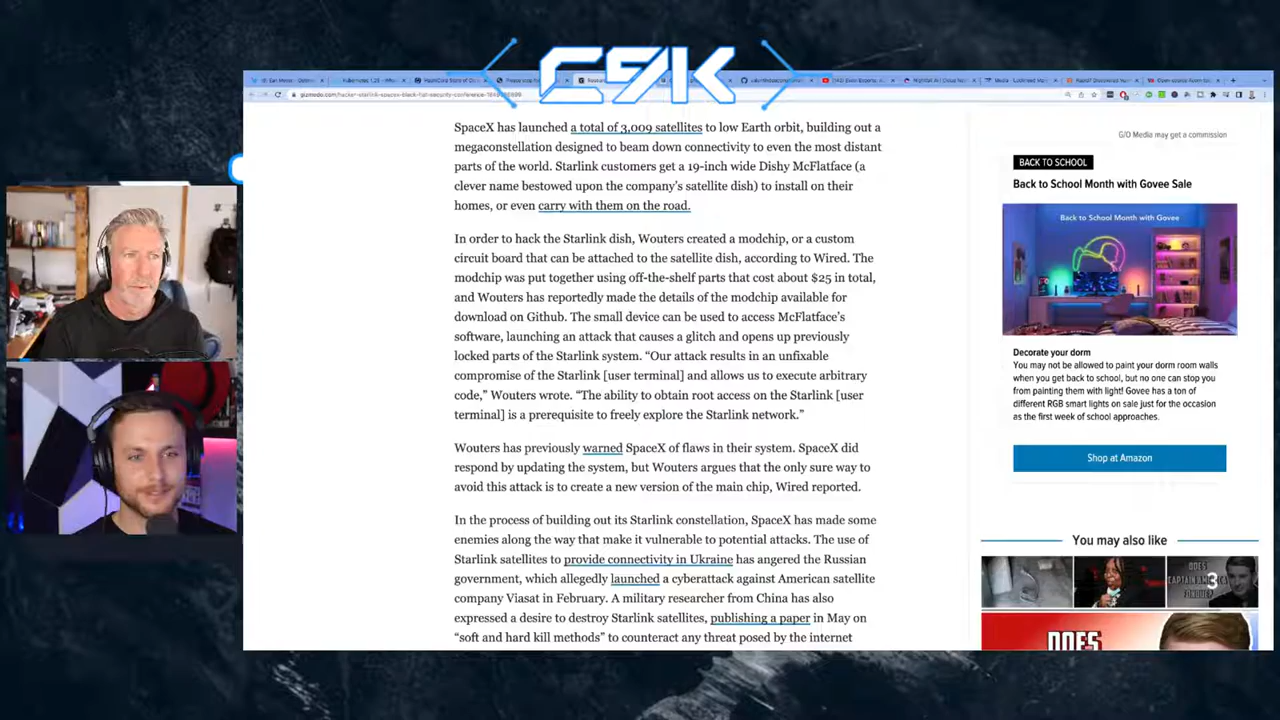 C9K
SpaceX has launched a total of 3,009 satellites to low Earth orbit, building out a
megaconstellation designed to beam down connectivity to even the most distant
parts of the world. Starlink customers get a 19-inch wide Dishy McFlatface (a
clever name bestowed upon the company's satellite dish) to install on their
homes, or even carry with them on the road.
In order to hack the Starlink dish, Wouters created a modchip, or a custom
circuit board that can be attached to the satellite dish, according to Wired. The
modchip was put together using off-the-shelf parts that cost about $25 in total,
and Wouters has reportedly made the details of the modchip available for
download on Github. The small device can be used to access McFlatface's
software, launching an attack that causes a glitch and opens up previously
locked parts of the Starlink system. “Our attack results in an unfixable
compromise of the Starlink [user terminal] and allows us to execute arbitrary
code,” Wouters wrote. “The ability to obtain root access on the Starlink [user
terminal] is a prerequisite to freely explore the Starlink network.”
Wouters has previously warned SpaceX of flaws in their system. SpaceX did
respond by updating the system, but Wouters argues that the only sure way to
avoid this attack is to create a new version of the main chip, Wired reported.
In the process of building out its Starlink constellation, SpaceX has made some
enemies along the way that make it vulnerable to potential attacks. The use of
Starlink satellites to provide connectivity in Ukraine has angered the Russian
government, which allegedly launched a cyberattack against American satellite
company Viasat in February. A military researcher from China has also
expressed a desire to destroy Starlink satellites, publishing a paper in May on
“soft and hard kill methods” to counteract any threat posed by the internet
G/O Media may get a commission
BACK TO SCHOOL
Back to School Month with Govee Sale
Back to School Month with Govee
Decorate your dorm
You may not be allowed to paint your dorm room walls
when you get back to school, but no one can stop you
from painting them with light! Govee has a ton of
different RGB smart lights on sale just for the occasion
as the first week of school approaches.
Shop at Amazon
You may also like
DOES
CAPTAIN AMERICA
3
DOES